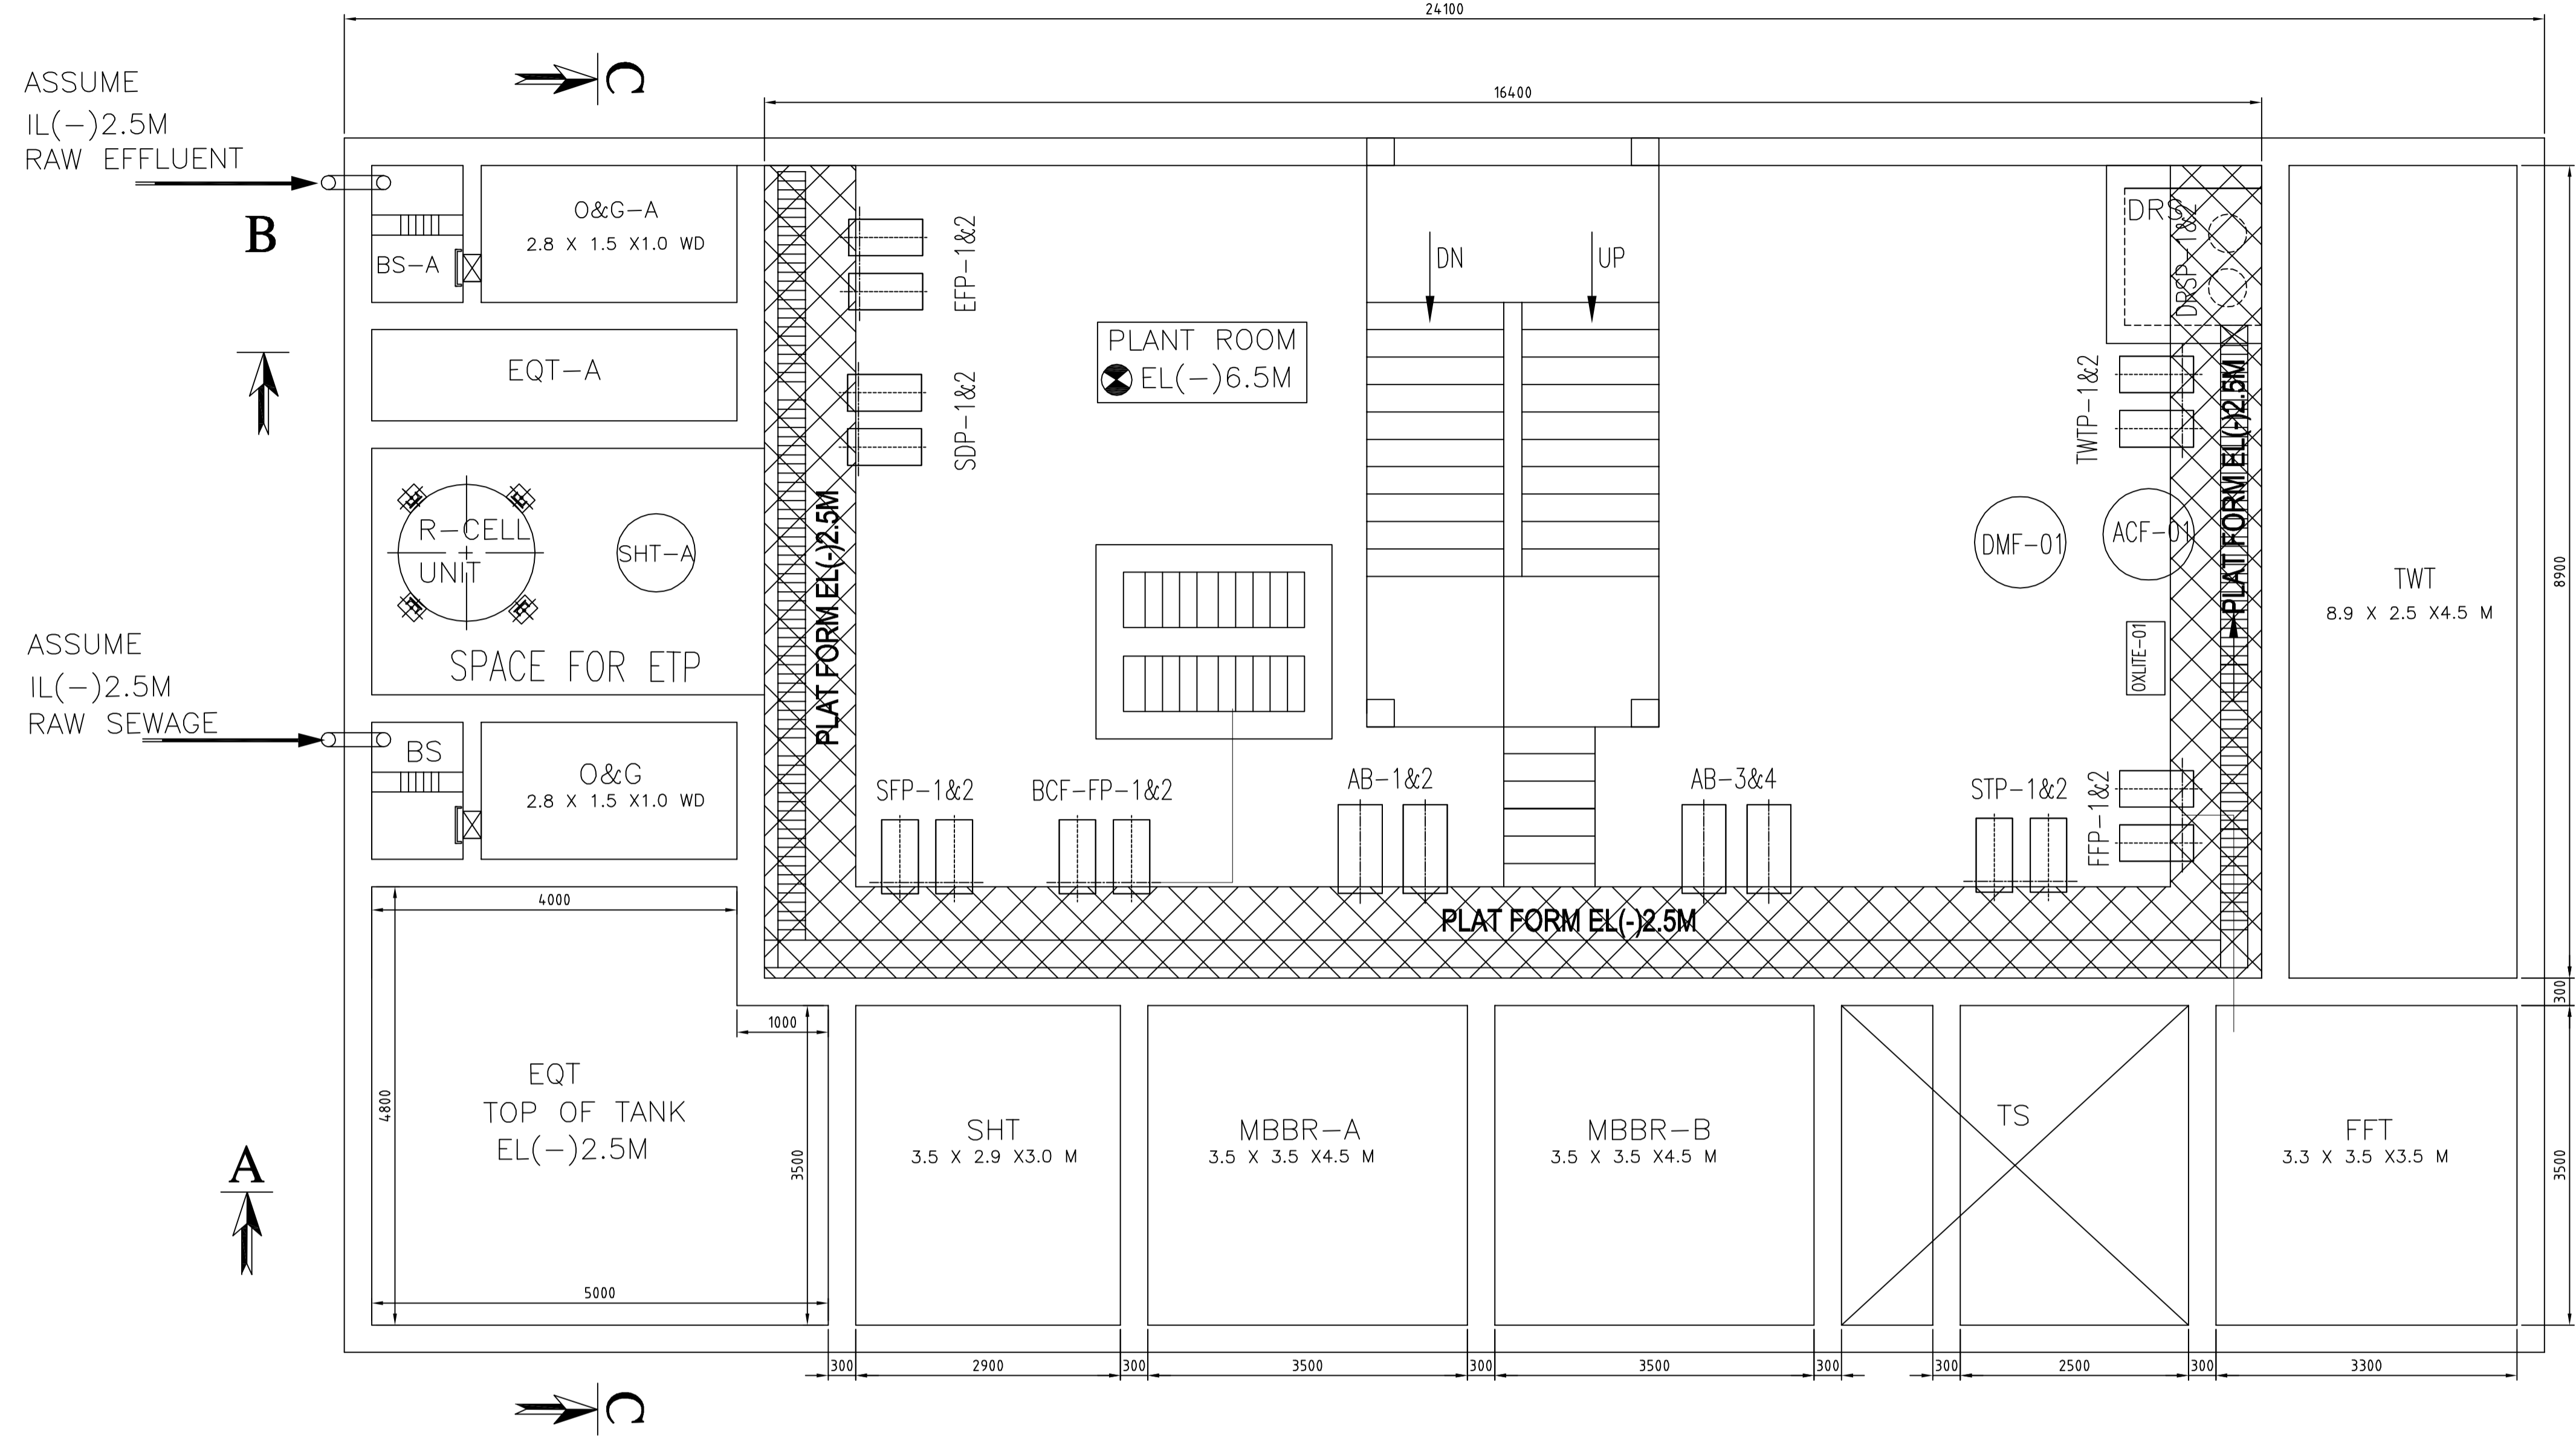 24100
C
16400
ASSUME
IL(-)2.5M
RAW EFFLUENT
B
O&G-A
2.8 X 1.5 X1.0 WD
BS-A
EFP-1&2
DN
UP
DRS
DRSP-1&2
PLANT ROOM
EL(-)6.5M
EQT-A
SDP-1&2
TWTP-1&2
PLAT FORM EL(-)2.5M
R-CELL
UNIT
SHT-A
PLAT FORM EL(-)2.5M
DMF-01
ACF-01
TWT
8.9 X 2.5 X4.5 M
8900
OXLITE-01
SPACE FOR ETP
ASSUME
IL(-)2.5M
RAW SEWAGE
BS
O&G
2.8 X 1.5 X1.0 WD
SFP-1&2
BCF-FP-1&2
AB-1&2
AB-3&4
STP-1&2
FFP-1&2
4000
PLAT FORM EL(-)2.5M
300
1000
4800
3500
EQT
TOP OF TANK
EL(-)2.5M
SHT
3.5 X 2.9 X3.0 M
MBBR-A
3.5 X 3.5 X4.5 M
MBBR-B
3.5 X 3.5 X4.5 M
TS
FFT
3.3 X 3.5 X3.5 M
3500
A
5000
300
2900
300
3500
300
3500
300
300
2500
300
3300
C